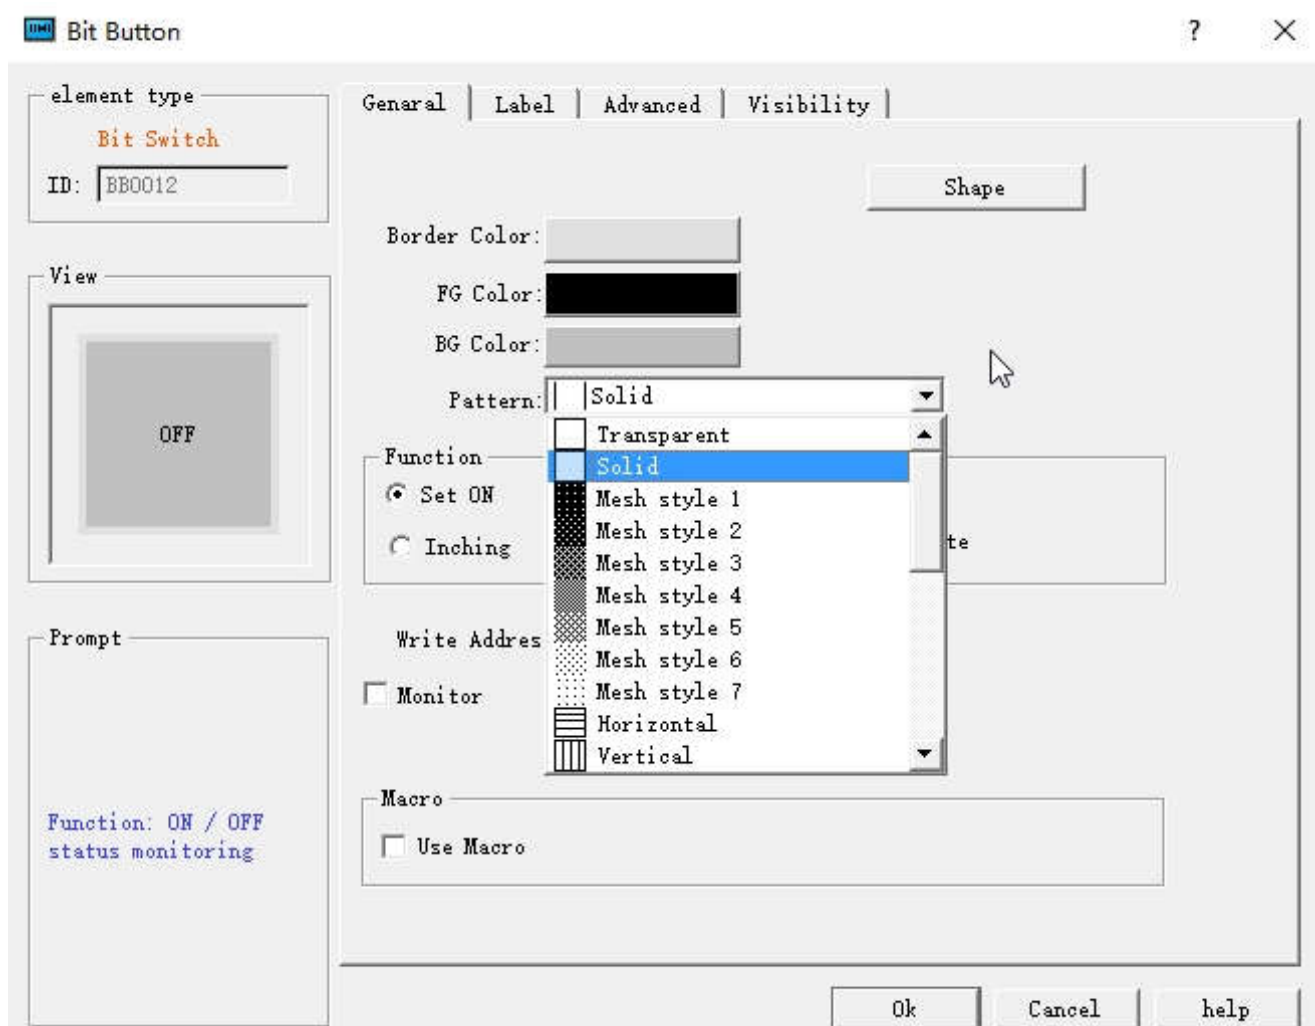 Bit Button
?
element type
Bit Switch
ID: BB0012
View
OFF
Prompt
Function: ON / OFF
status monitoring
Genaral Label Advanced Visibility
Shape
Border Color:
FG Color:
BG Color:
Pattern: Solid
Transparent
Solid
Mesh style 1
Mesh style 2
Mesh style 3
Mesh style 4
Mesh style 5
Mesh style 6
Mesh style 7
Horizontal
Vertical
Function
Set ON
Inching
te
Write Addres
Monitor
Macro
Use Macro
Ok Cancel help